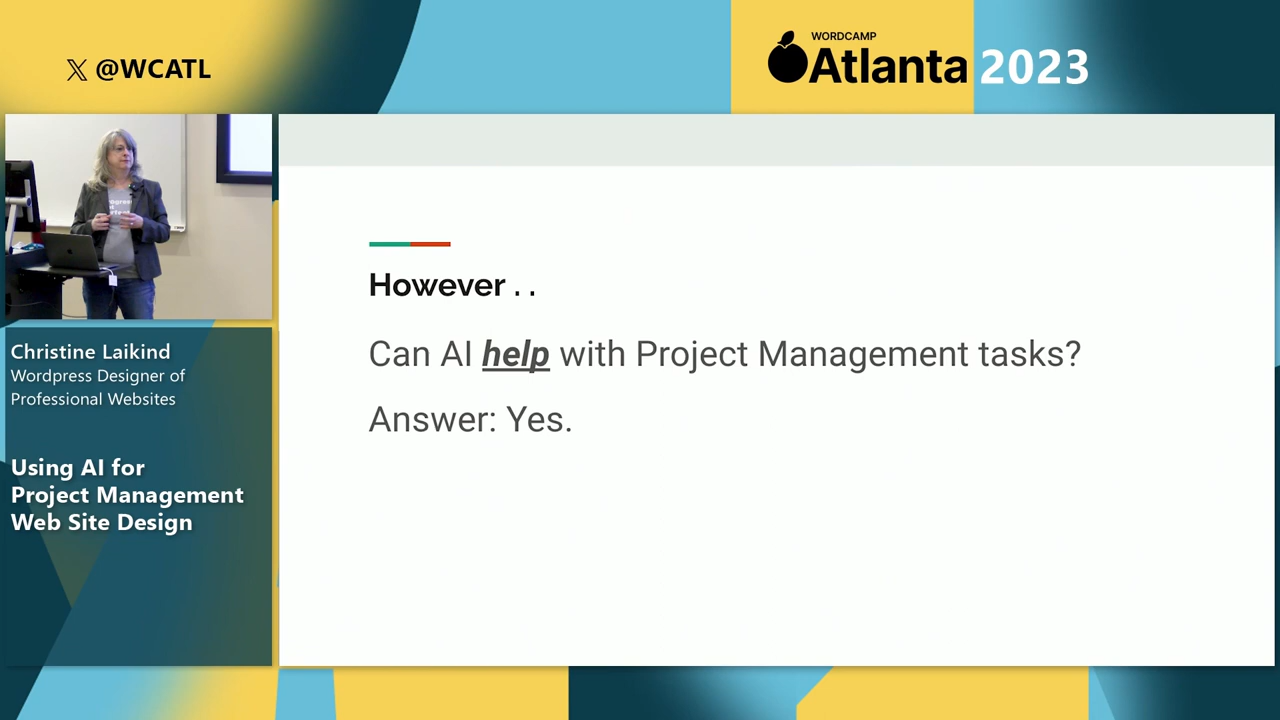 @WCATL
WORDCAMP
Atlanta 2023
However . .
Can AI help with Project Management tasks?
Answer: Yes.
Christine Laikind
Wordpress Designer of
Professional Websites
Using AI for
Project Management
Web Site Design